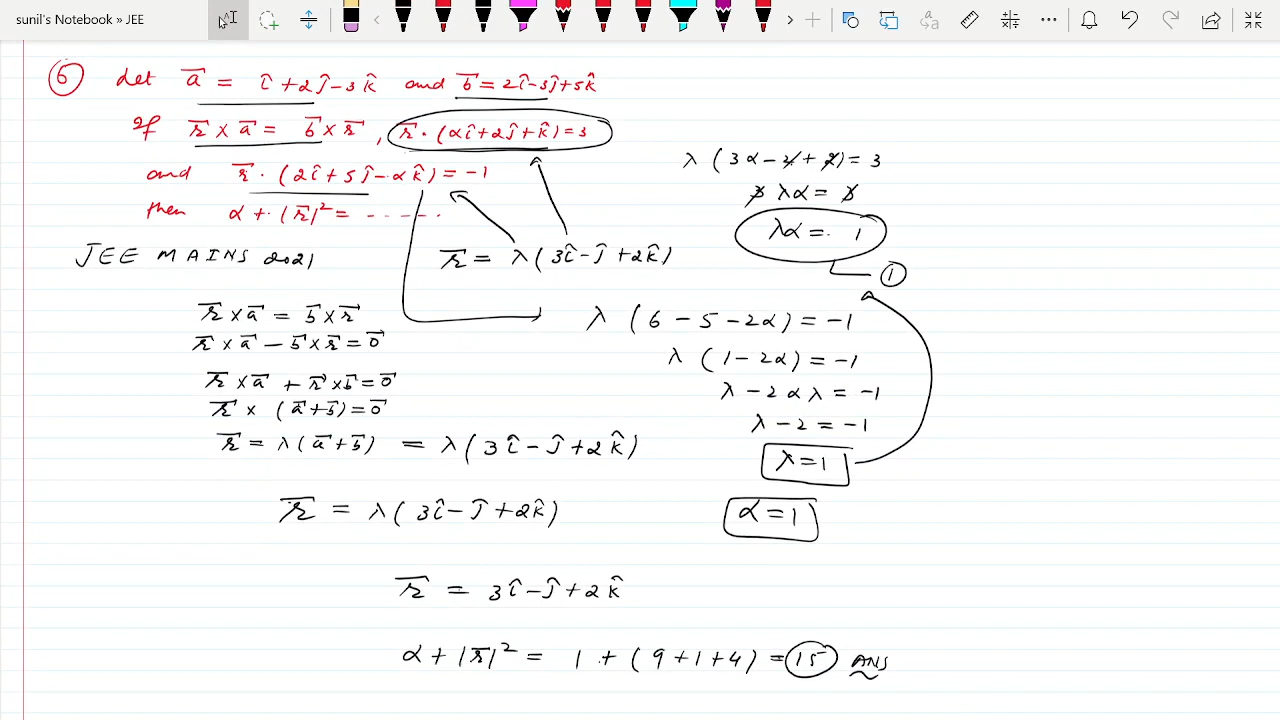 sunil's Notebook » JEE
⑥ Let a⃗ = î + 2ĵ - 3k̂ and b⃗ = 2î - 3ĵ + 5k̂
If r⃗ × a⃗ = b⃗ × r⃗ , r⃗ · (αî + 2ĵ + k̂) = 3
and r⃗ · (2î + 5ĵ - αk̂) = -1
then α + |r⃗|² = ------
JEE MAINS 2021
r⃗ × a⃗ = b⃗ × r⃗
r⃗ × a⃗ - b⃗ × r⃗ = 0⃗
r⃗ × a⃗ + r⃗ × b⃗ = 0⃗
r⃗ × (a⃗ + b⃗) = 0⃗
r⃗ = λ(a⃗ + b⃗) = λ(3î - ĵ + 2k̂)
r⃗ = λ(3î - ĵ + 2k̂)
r⃗ = λ(3î - ĵ + 2k̂)
λ(3α - 2 + 2) = 3
3λα = 3
λα = 1
①
λ(6 - 5 - 2α) = -1
λ(1 - 2α) = -1
λ - 2αλ = -1
λ - 2 = -1
λ = 1
α = 1
r⃗ = 3î - ĵ + 2k̂
α + |r⃗|² = 1 + (9 + 1 + 4) = 15 ANS